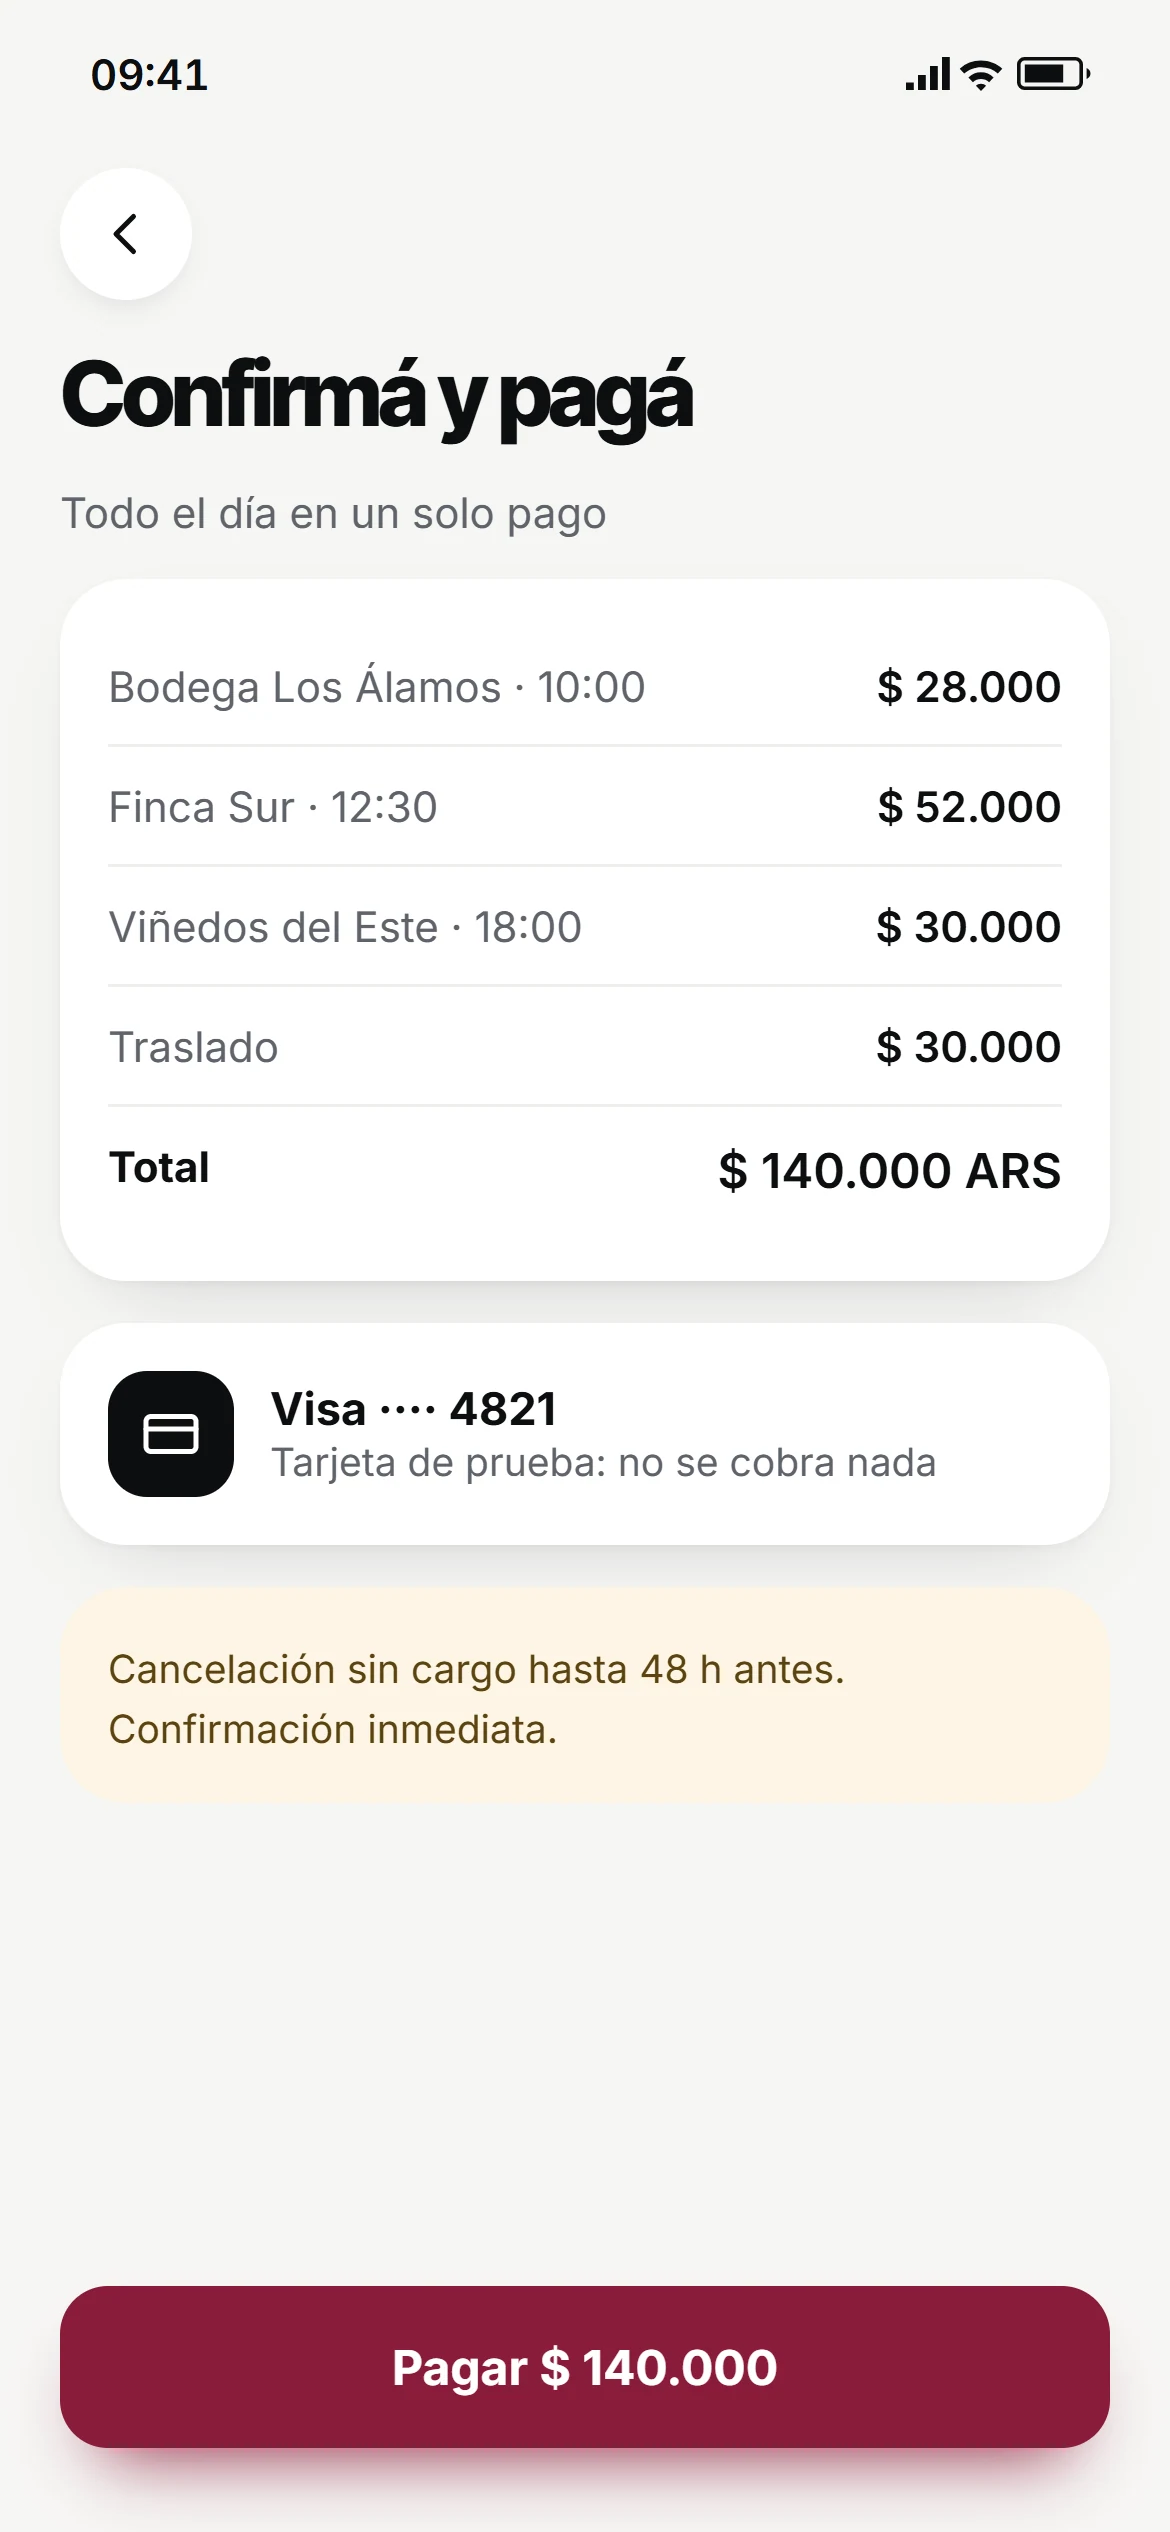 09:41
Confirmá y pagá
Todo el día en un solo pago
Bodega Los Álamos · 10:00 $ 28.000
Finca Sur · 12:30 $ 52.000
Viñedos del Este · 18:00 $ 30.000
Traslado $ 30.000
Total $ 140.000 ARS
Visa ···· 4821
Tarjeta de prueba: no se cobra nada
Cancelación sin cargo hasta 48 h antes.
Confirmación inmediata.
Pagar $ 140.000